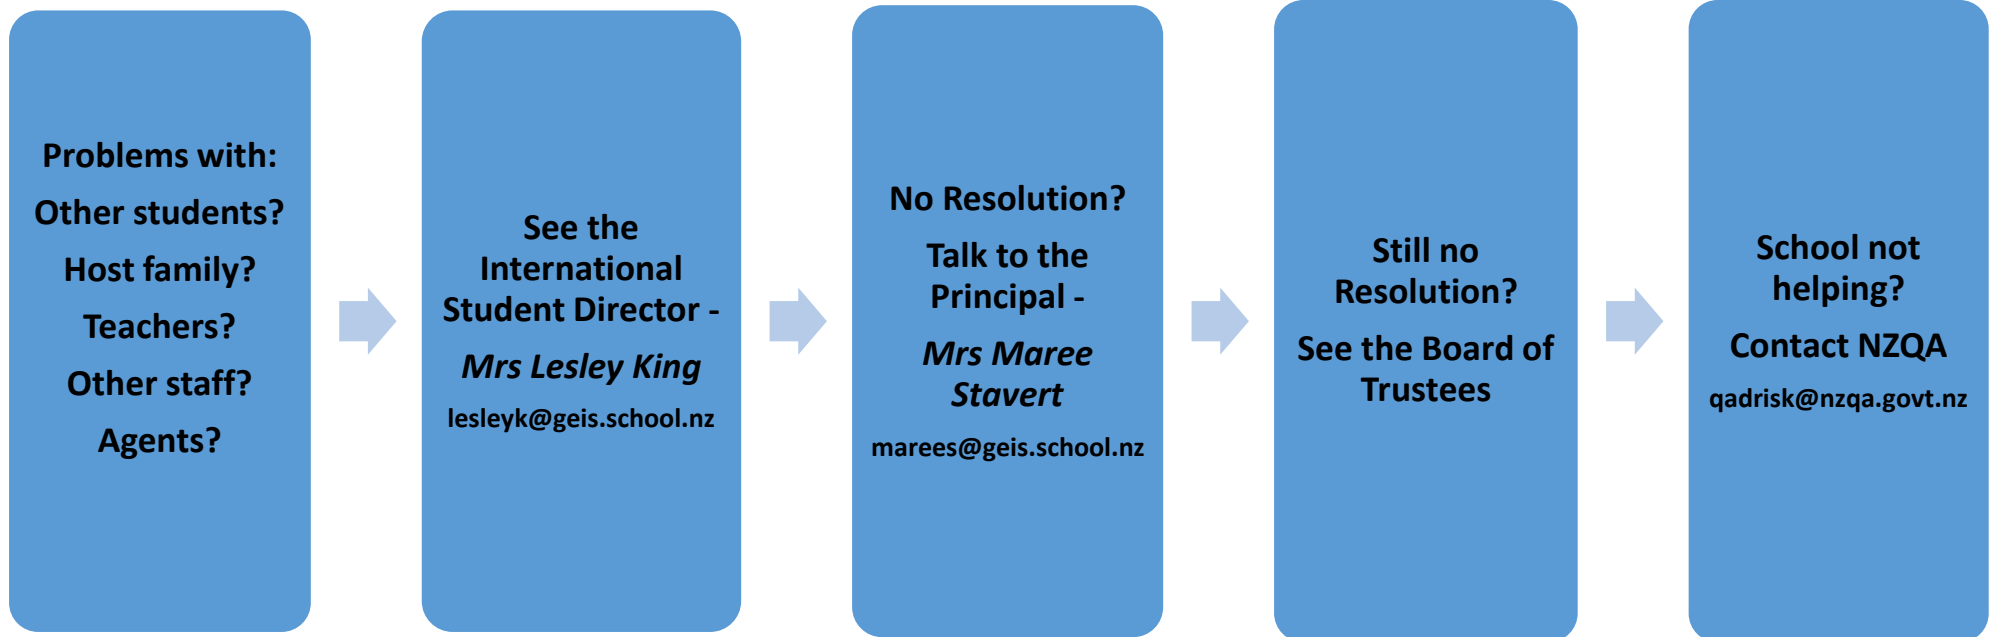 Problems with:
Other students?
Host family?
Teachers?
Other staff?
Agents?
See the
International
Student Director -
Mrs Lesley King
lesleyk@geis.school.nz
No Resolution?
Talk to the
Principal -
Mrs Maree
Stavert
marees@geis.school.nz
Still no
Resolution?
See the Board of
Trustees
School not
helping?
Contact NZQA
qadrisk@nzqa.govt.nz